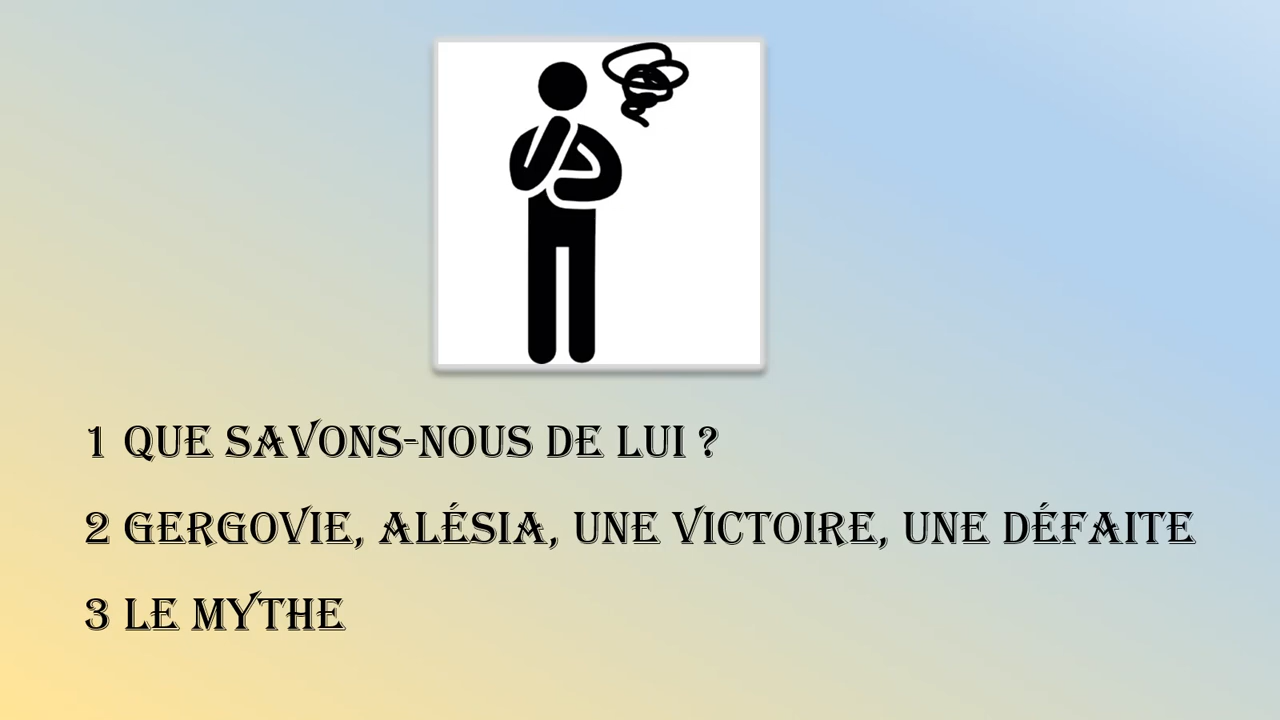 1 QUE SAVONS-NOUS DE LUI ?
2 GERGOVIE, ALÉSIA, UNE VICTOIRE, UNE DÉFAITE
3 LE MYTHE